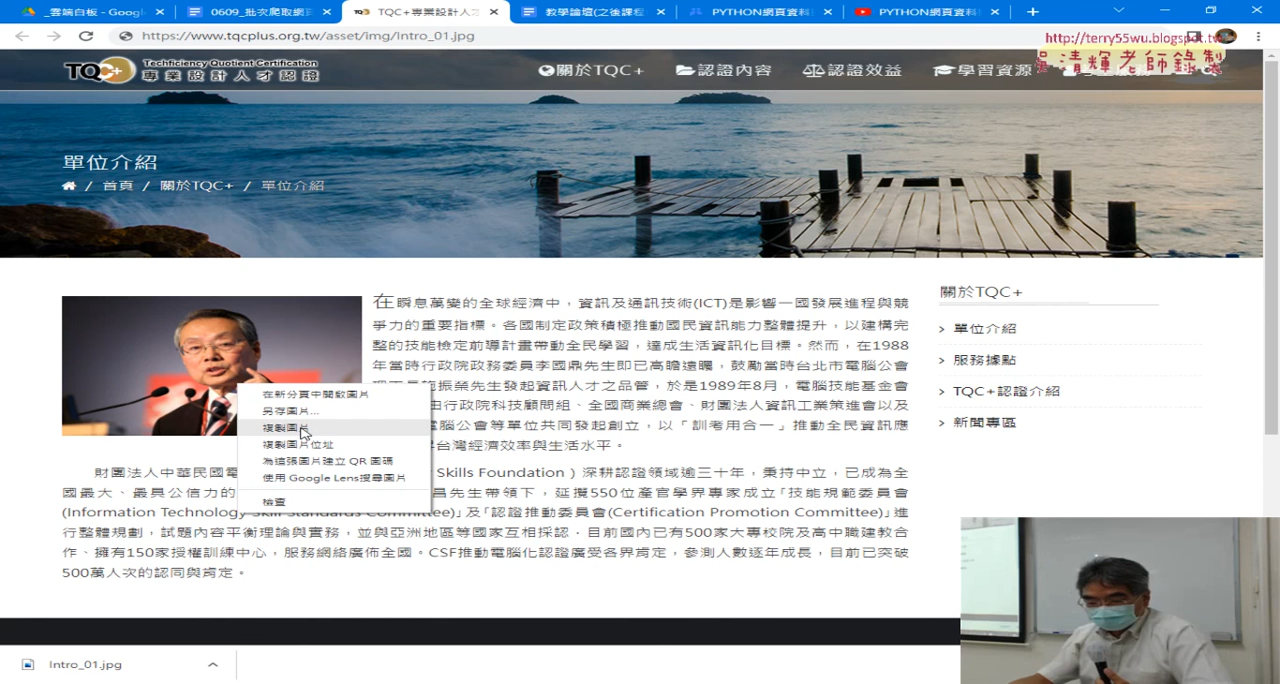 _雲端白板 - Googl
0609_批次爬取網頁
TQC+專業設計人才
教學論壇(之後課程
PYTHON網頁資料
PYTHON網頁資料
https://www.tqcplus.org.tw/asset/img/Intro_01.jpg
http://terry55wu.blogspot.tw
吳清輝老師錄製
TQC+
Techficiency Quotient Certification
專業設計人才認證
關於TQC+
認證內容
認證效益
學習資源
單位介紹
/ 首頁 / 關於TQC+ / 單位介紹
在瞬息萬變的全球經濟中，資訊及通訊技術(ICT)是影響一國發展進程與競
爭力的重要指標。各國制定政策積極推動國民資訊能力整體提升，以建構完
整的技能檢定前導計畫帶動全民學習，達成生活資訊化目標。然而，在1988
年當時行政院政務委員李國鼎先生即已高瞻遠矚，鼓勵當時台北市電腦公會
施振榮先生發起資訊人才之品管，於是1989年8月，電腦技能基金會
由行政院科技顧問組、全國商業總會、財團法人資訊工業策進會以及
電腦公會等單位共同發起創立，以「訓考用合一」推動全民資訊應
台灣經濟效率與生活水平。
財團法人中華民國電
Skills Foundation）深耕認證領域逾三十年，秉持中立，已成為全
國最大、最具公信力的
昌先生帶領下，延攬550位產官學界專家成立「技能規範委員會
(Information Technology Skill Standards Committee)」及「認證推動委員會(Certification Promotion Committee)」進
行整體規劃，試題內容平衡理論與實務，並與亞洲地區等國家互相採認．目前國內已有500家大專校院及高中職建教合
作、擁有150家授權訓練中心，服務網絡廣佈全國。CSF推動電腦化認證廣受各界肯定，參測人數逐年成長，目前已突破
500萬人次的認同與肯定。
在新分頁中開啟圖片
另存圖片...
複製圖片
複製圖片位址
為這張圖片建立 QR 圖碼
使用 Google Lens搜尋圖片
檢查
關於TQC+
> 單位介紹
> 服務據點
> TQC+認證介紹
> 新聞專區
Intro_01.jpg